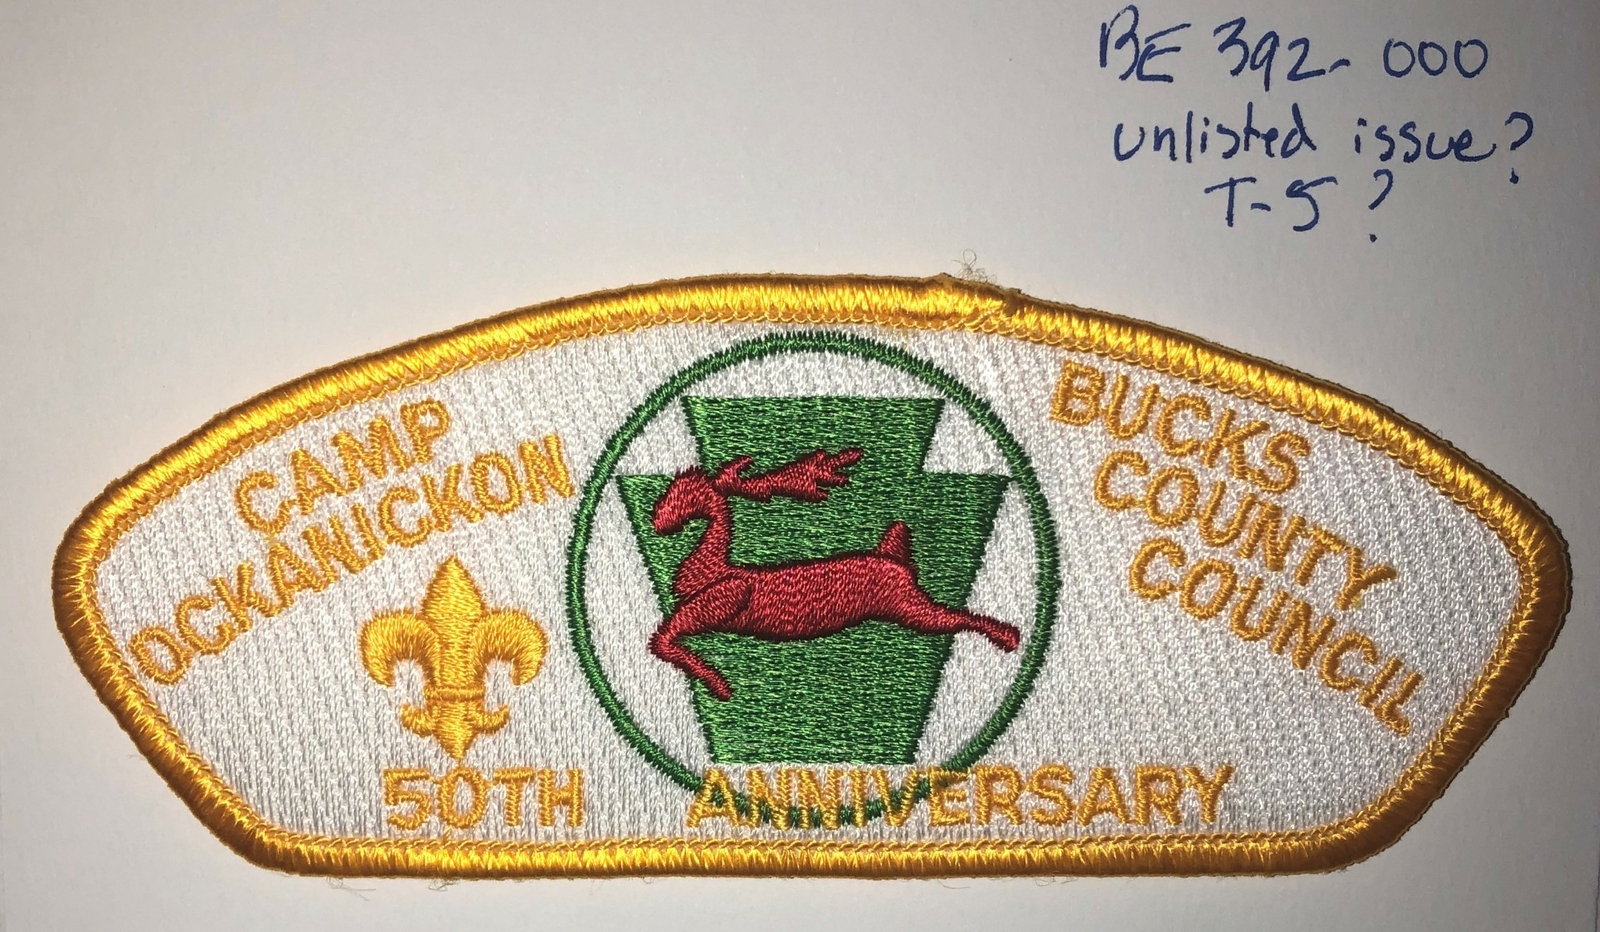 BE 392-000
unlisted issue?
T-5?
CAMP
OCKANICKON
BUCKS
COUNTY
COUNCIL
50TH ANNIVERSARY